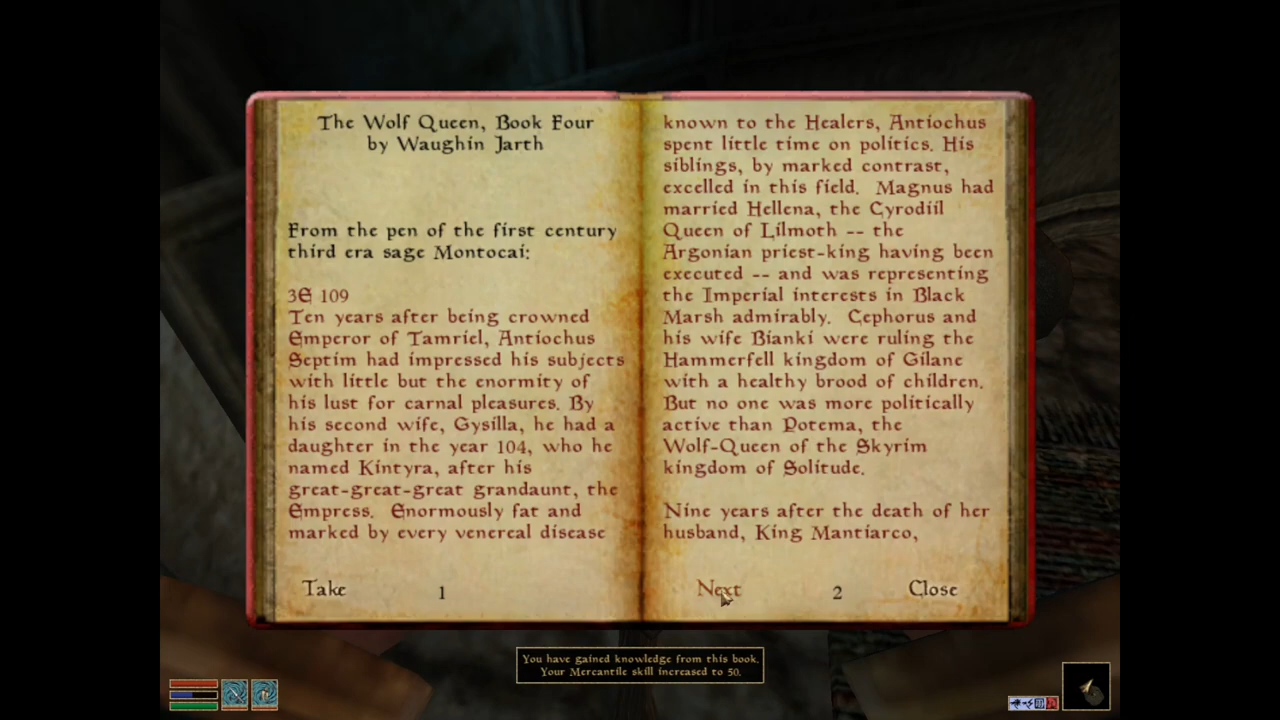 The Wolf Queen, Book Four
by Waughin Jarth
From the pen of the first century
third era sage Montocai:
3E 109
Ten years after being crowned
Emperor of Tamriel, Antiochus
Septim had impressed his subjects
with little but the enormity of
his lust for carnal pleasures. By
his second wife, Gysilla, he had a
daughter in the year 104, who he
named Kintyra, after his
great-great-great grandaunt, the
Empress. Enormously fat and
marked by every venereal disease
Take
1
known to the Healers, Antiochus
spent little time on politics. His
siblings, by marked contrast,
excelled in this field. Magnus had
married Hellena, the Cyrodiil
Queen of Lilmoth -- the
Argonian priest-king having been
executed -- and was representing
the Imperial interests in Black
Marsh admirably. Cephorus and
his wife Bianki were ruling the
Hammerfell kingdom of Gilane
with a healthy brood of children.
But no one was more politically
active than Potema, the
Wolf-Queen of the Skyrim
kingdom of Solitude.
Nine years after the death of her
husband, King Mantiarco,
Next
2
Close
You have gained knowledge from this book.
Your Mercantile skill increased to 50.